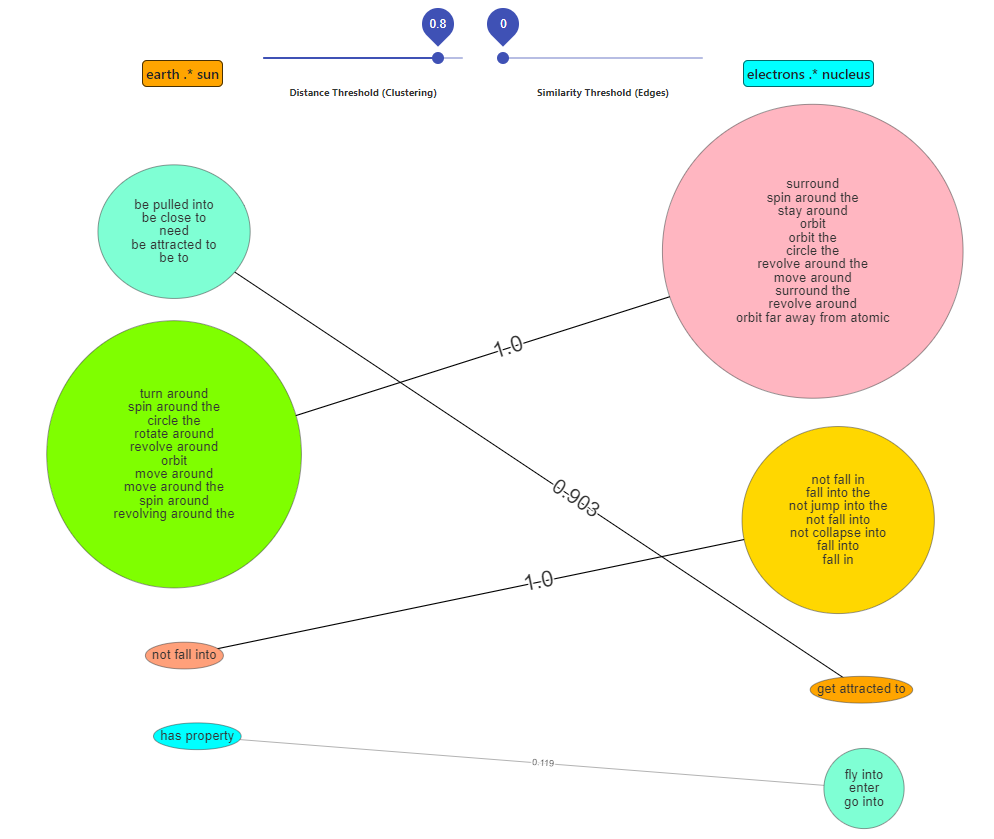 0.8
0
earth .* sun
electrons .* nucleus
Distance Threshold (Clustering)
Similarity Threshold (Edges)
be pulled into
be close to
need
be attracted to
be to
surround
spin around the
stay around
orbit
orbit the
circle the
revolve around the
move around
surround the
revolve around
orbit far away from atomic
1.0
turn around
spin around the
circle the
rotate around
revolve around
orbit
move around
move around the
spin around
revolving around the
0.903
not fall in
fall into the
not jump into the
not fall into
not collapse into
fall into
fall in
1.0
not fall into
get attracted to
has property
0.119
fly into
enter
go into